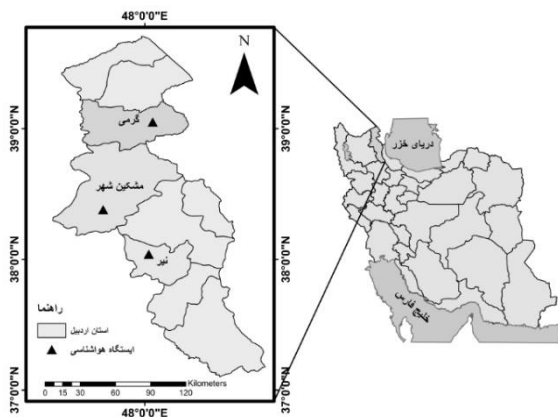 48°0'0"E
N
39°0'0"N
38°0'0"N
37°0'0"N
گرمی
مشکین شهر
نیر
راهنما
استان اردبیل
ایستگاه هواشناسی
Kilometers
0 15 30 60 90 120
48°0'0"E
39°0'0"N
38°0'0"N
37°0'0"N
دریای خزر
خلیج فارس